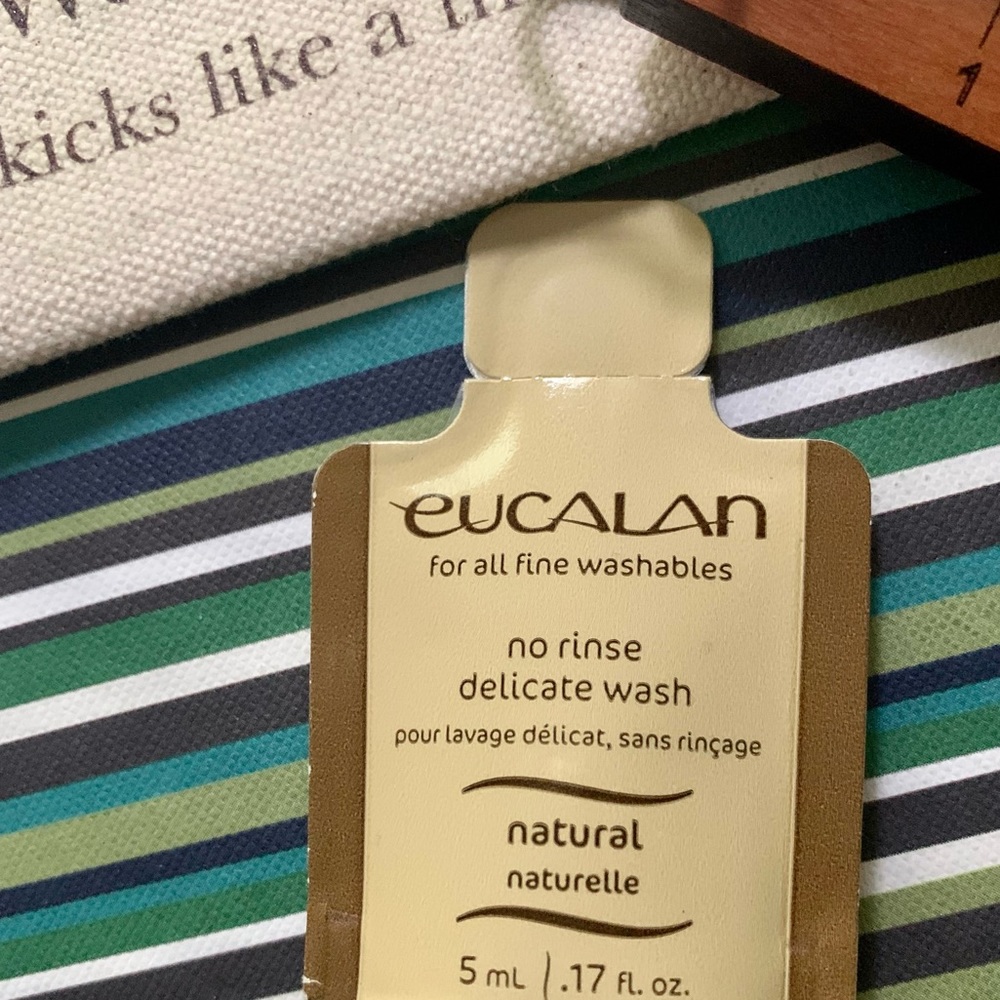 kicks like a
1
eucalan
for all fine washables
no rinse
delicate wash
pour lavage délicat, sans rinçage
natural
naturelle
5 mL | .17 fl. oz.